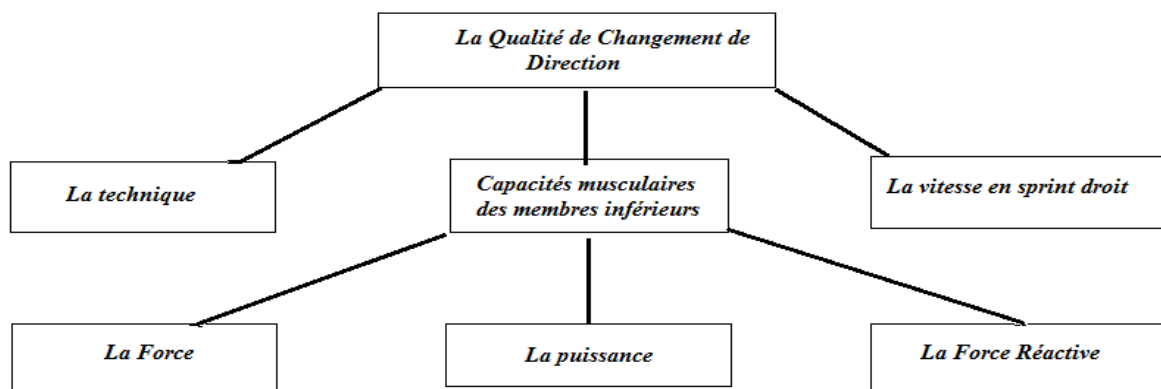 La Qualité de Changement de
Direction
La technique
Capacités musculaires
des membres inférieurs
La vitesse en sprint droit
La Force
La puissance
La Force Réactive